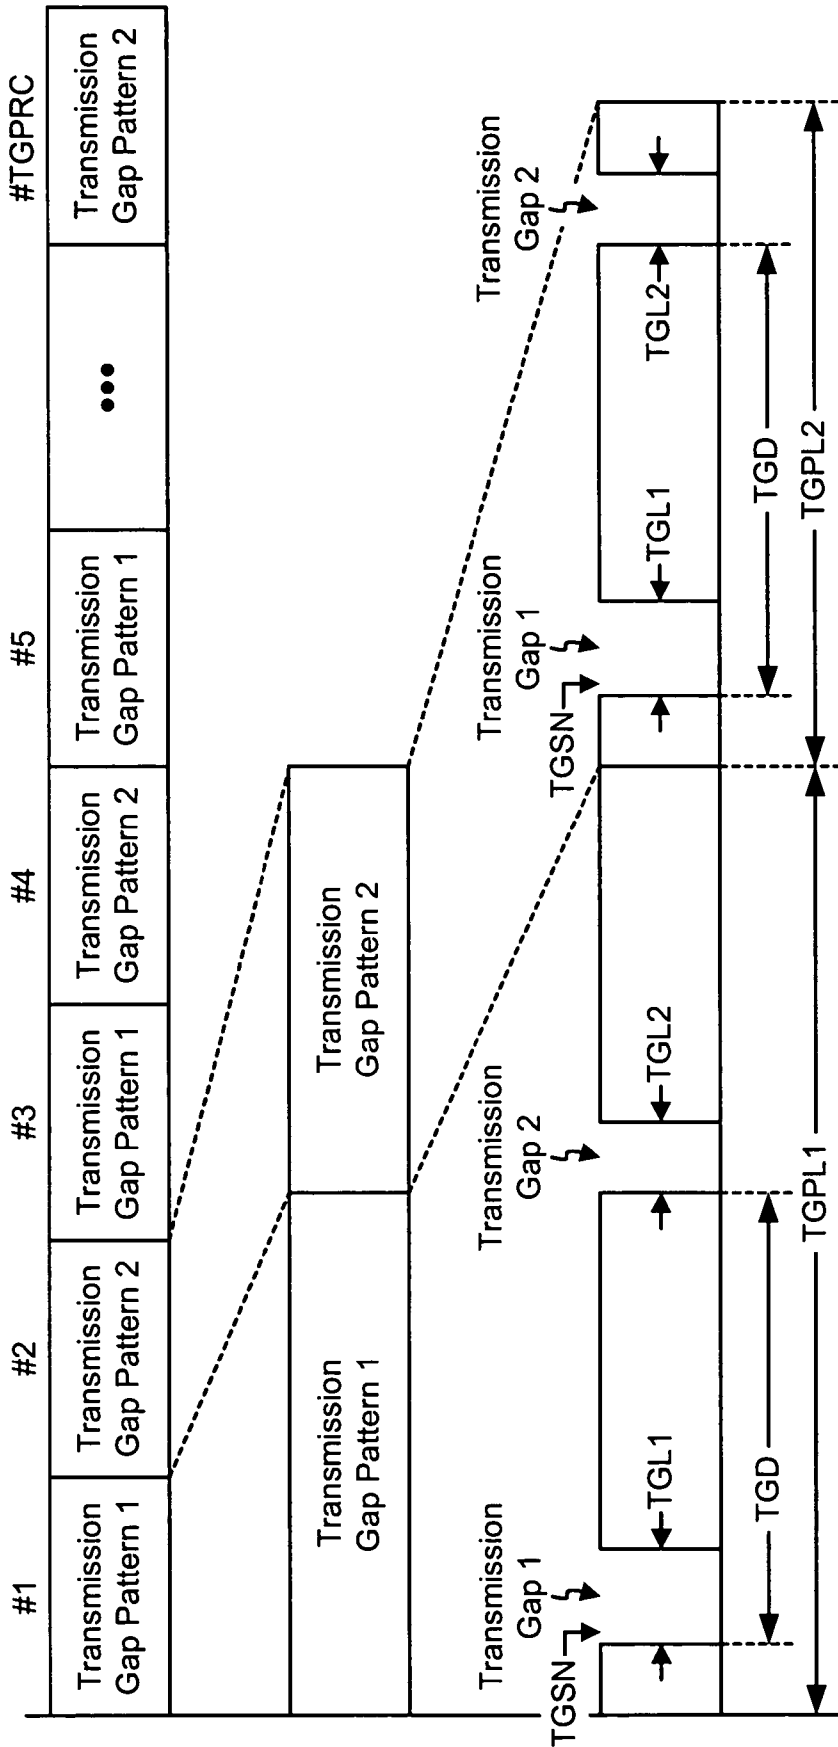 #1
#2
#3
#4
#5
#TGPRC
Transmission
Gap Pattern 1
Transmission
Gap Pattern 2
Transmission
Gap Pattern 1
Transmission
Gap Pattern 2
Transmission
Gap Pattern 1
•••
Transmission
Gap Pattern 2
Transmission
Gap Pattern 1
Transmission
Gap Pattern 2
Transmission
Gap 1
Transmission
Gap 2
Transmission
Gap 1
Transmission
Gap 2
TGSN
TGSN
TGL1
TGL2
TGL1
TGL2
TGD
TGD
TGPL1
TGPL2